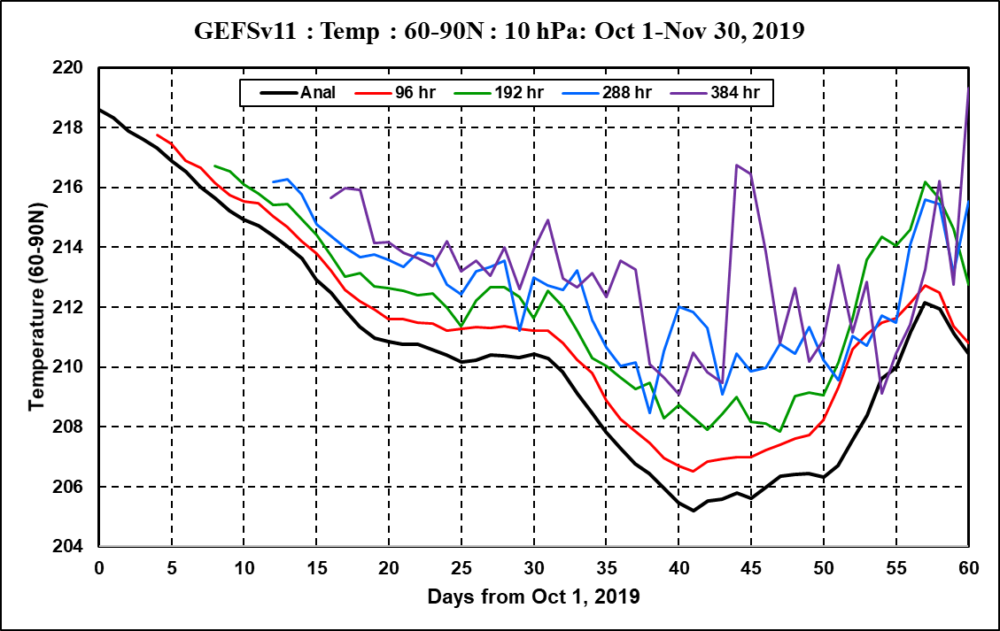 GEFSv11 : Temp : 60-90N : 10 hPa: Oct 1-Nov 30, 2019
Anal 96 hr 192 hr 288 hr 384 hr
220
218
216
214
212
210
208
206
204
Temperature (60-90N)
0 5 10 15 20 25 30 35 40 45 50 55 60
Days from Oct 1, 2019